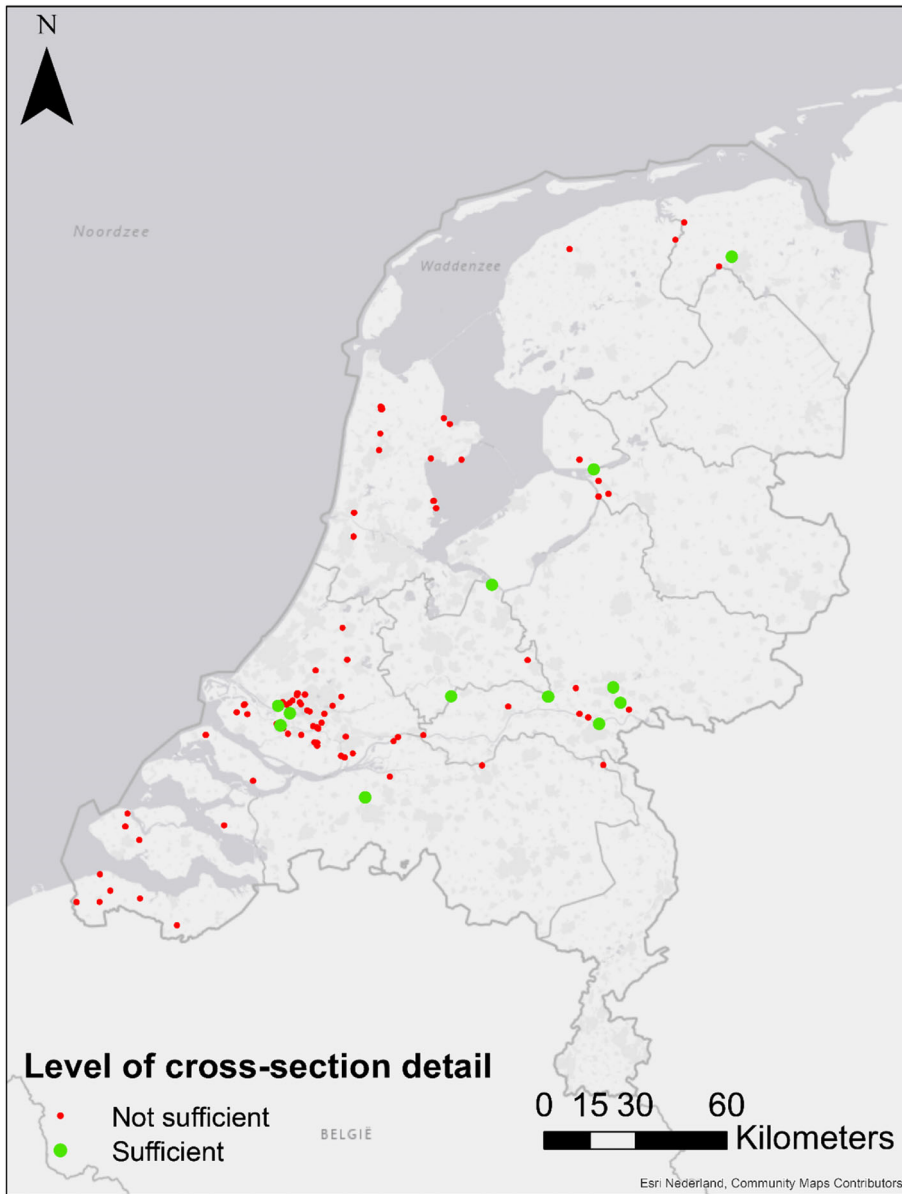 N
Noordzee
Waddenzee
Level of cross-section detail
Not sufficient
Sufficient
BELGIË
0 15 30 60
Kilometers
Esri Nederland, Community Maps Contributors